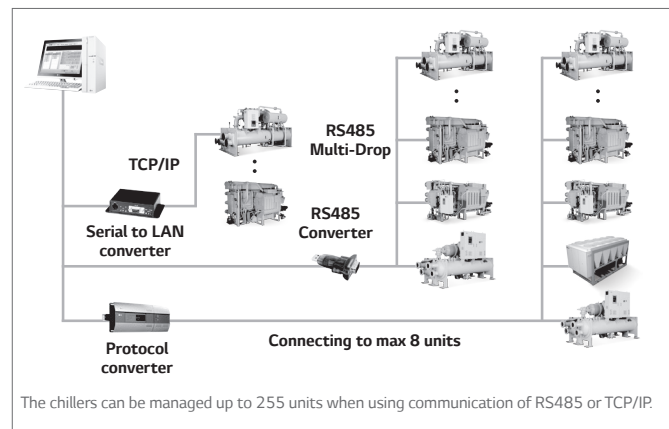 TCP/IP
Serial to LAN
converter
RS485
Multi-Drop
RS485
Converter
Protocol
converter
Connecting to max 8 units
The chillers can be managed up to 255 units when using communication of RS485 or TCP/IP.